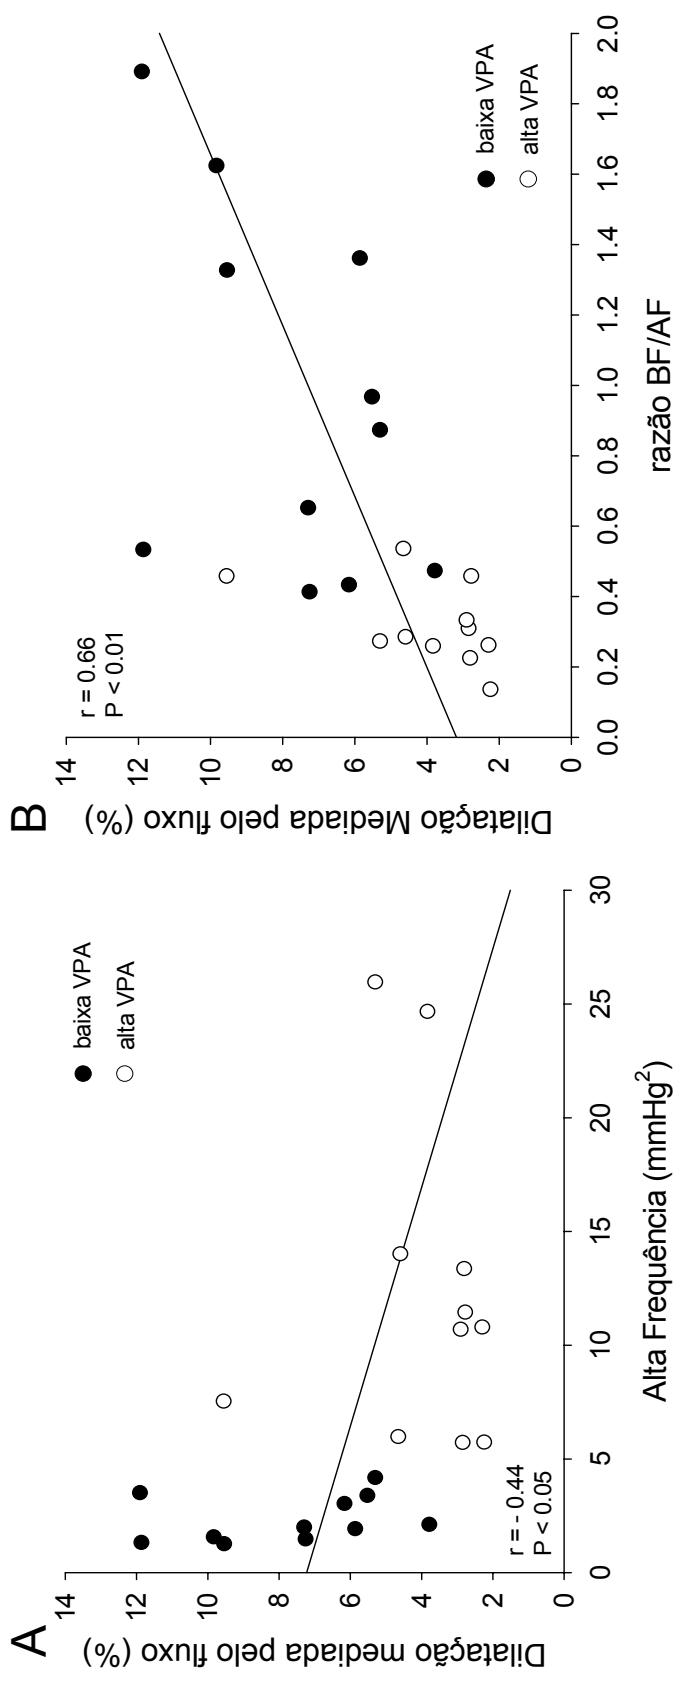 A
Dilatação mediada pelo fluxo (%)
14
12
10
8
6
4
2
0
baixa VPA
alta VPA
r = - 0.44
P < 0.05
0
5
10
15
20
25
30
Alta Frequência (mmHg²)
B
Dilatação Mediada pelo fluxo (%)
14
12
10
8
6
4
2
0
r = 0.66
P < 0.01
baixa VPA
alta VPA
0.0
0.2
0.4
0.6
0.8
1.0
1.2
1.4
1.6
1.8
2.0
razão BF/AF